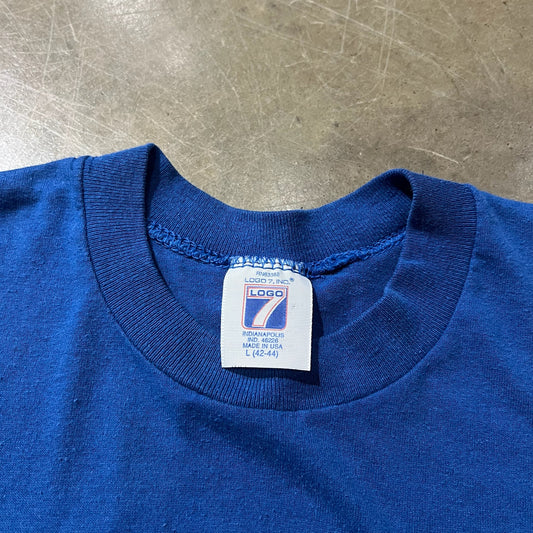 LOGO 7, INC.®
LOGO
7
INDIANAPOLIS
IND. 46226
MADE IN USA
L (42-44)